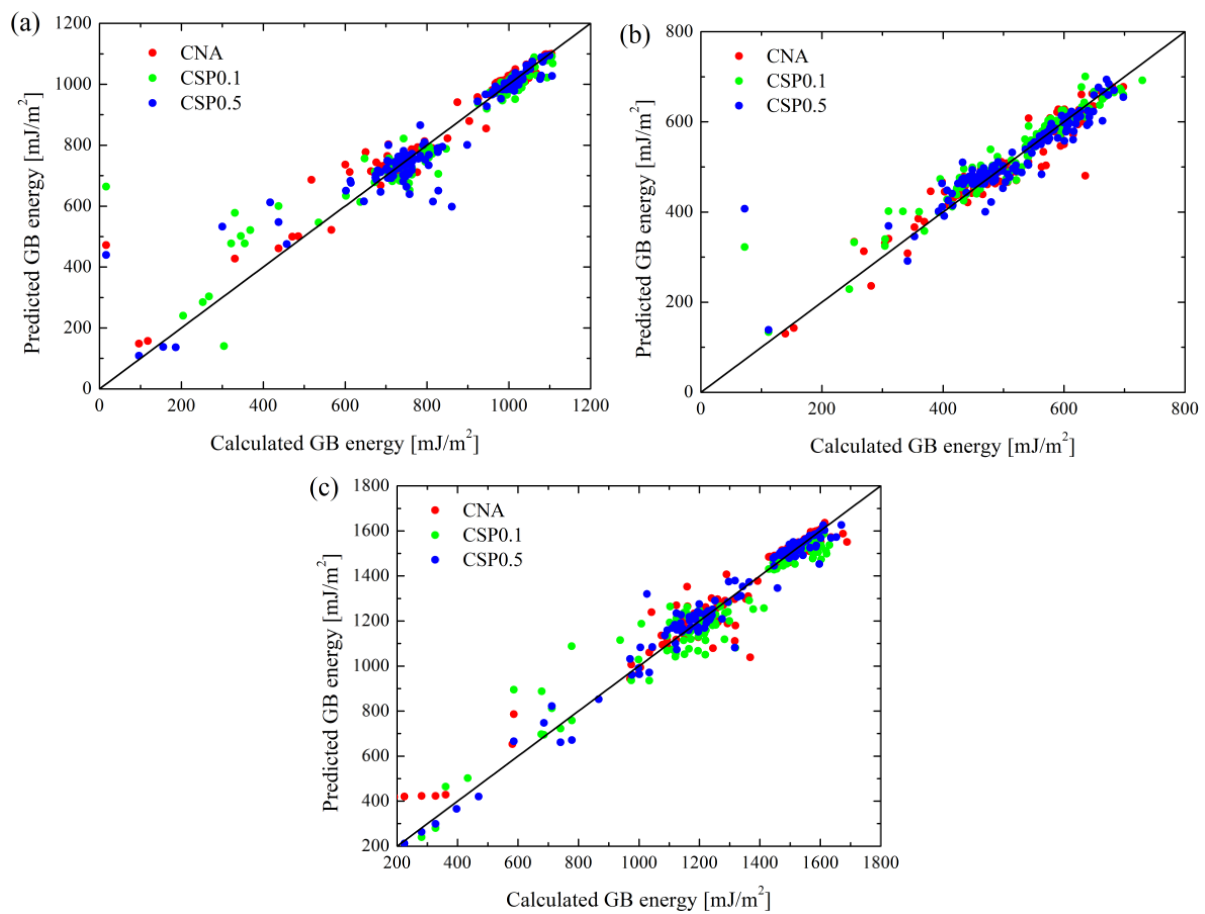 (a)
1200
1000
800
600
400
200
0
Predicted GB energy [mJ/m²]
CNA
CSP0.1
CSP0.5
0 200 400 600 800 1000 1200
Calculated GB energy [mJ/m²]
(b)
800
600
400
200
0
Predicted GB energy [mJ/m²]
CNA
CSP0.1
CSP0.5
0 200 400 600 800
Calculated GB energy [mJ/m²]
(c)
1800
1600
1400
1200
1000
800
600
400
200
Predicted GB energy [mJ/m²]
CNA
CSP0.1
CSP0.5
200 400 600 800 1000 1200 1400 1600 1800
Calculated GB energy [mJ/m²]